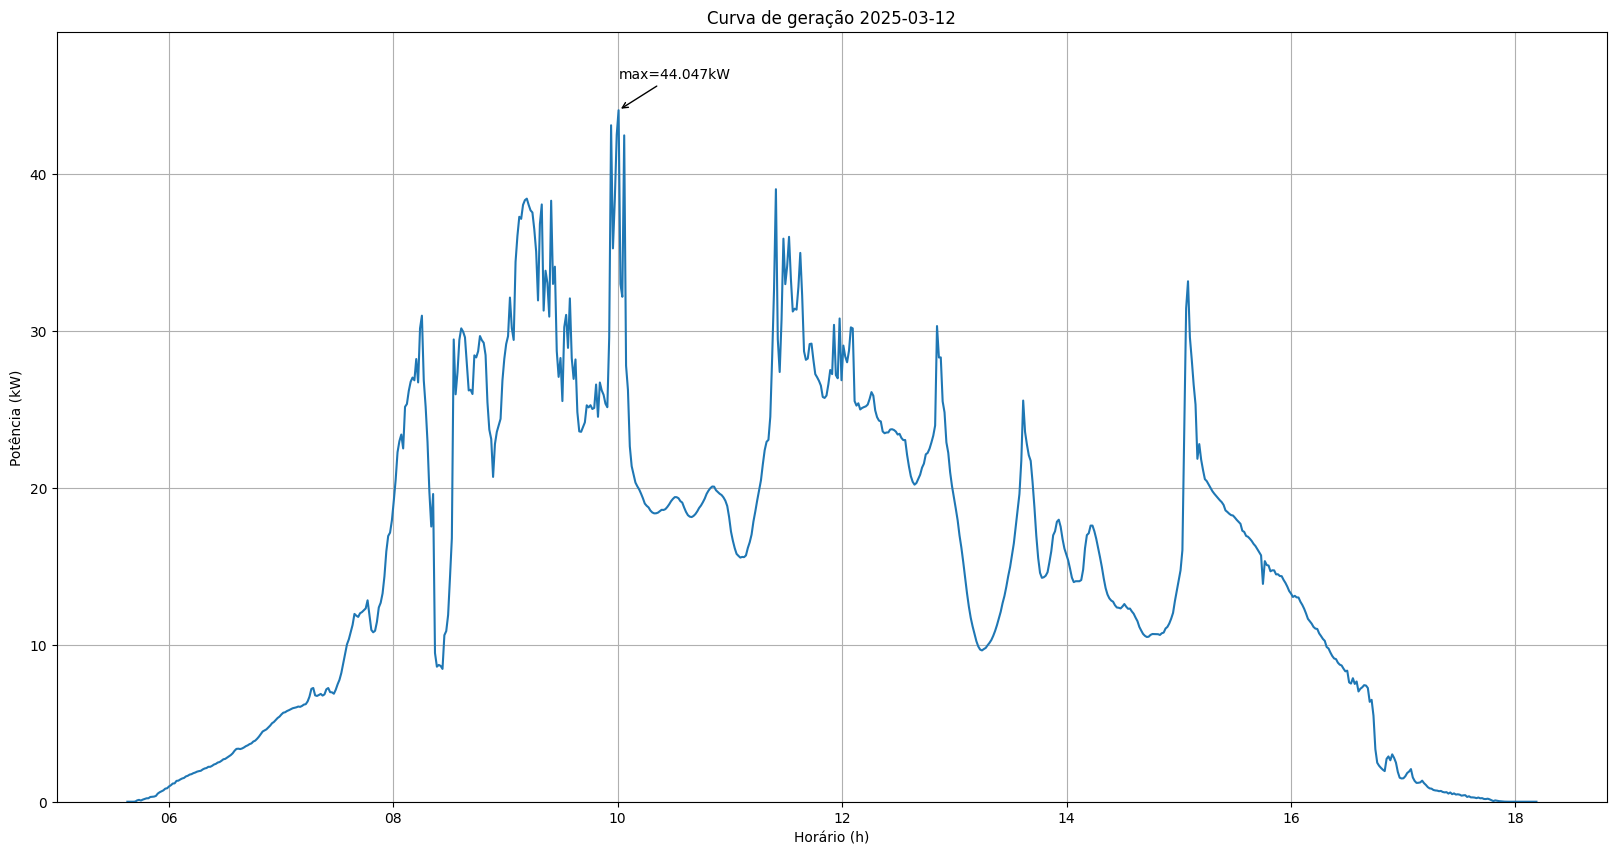 Curva de geração 2025-03-12
max=44.047kW
Potência (kW)
40
30
20
10
0
06 08 10 12 14 16 18
Horário (h)